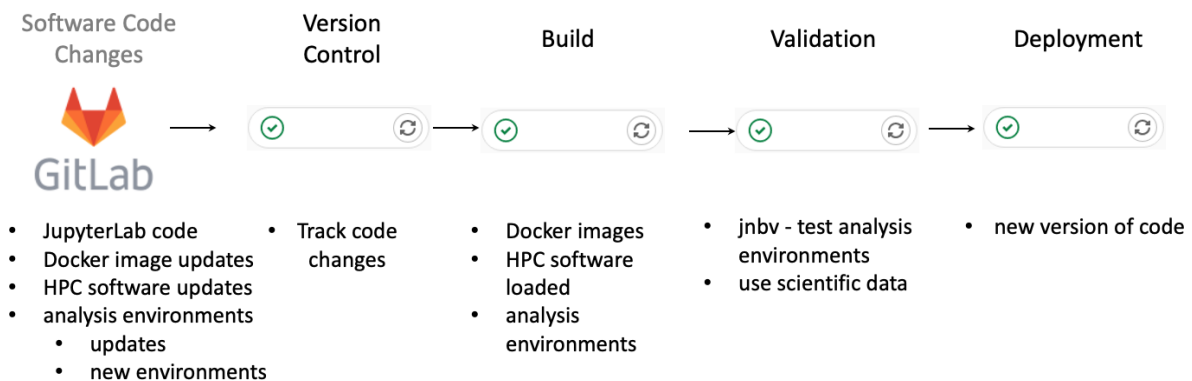 Software Code
Changes
Version
Control
Build
Validation
Deployment
GitLab
• JupyterLab code
• Docker image updates
• HPC software updates
• analysis environments
• updates
• new environments
• Track code
changes
• Docker images
• HPC software
loaded
• analysis
environments
• jnbv - test analysis
environments
• use scientific data
• new version of code